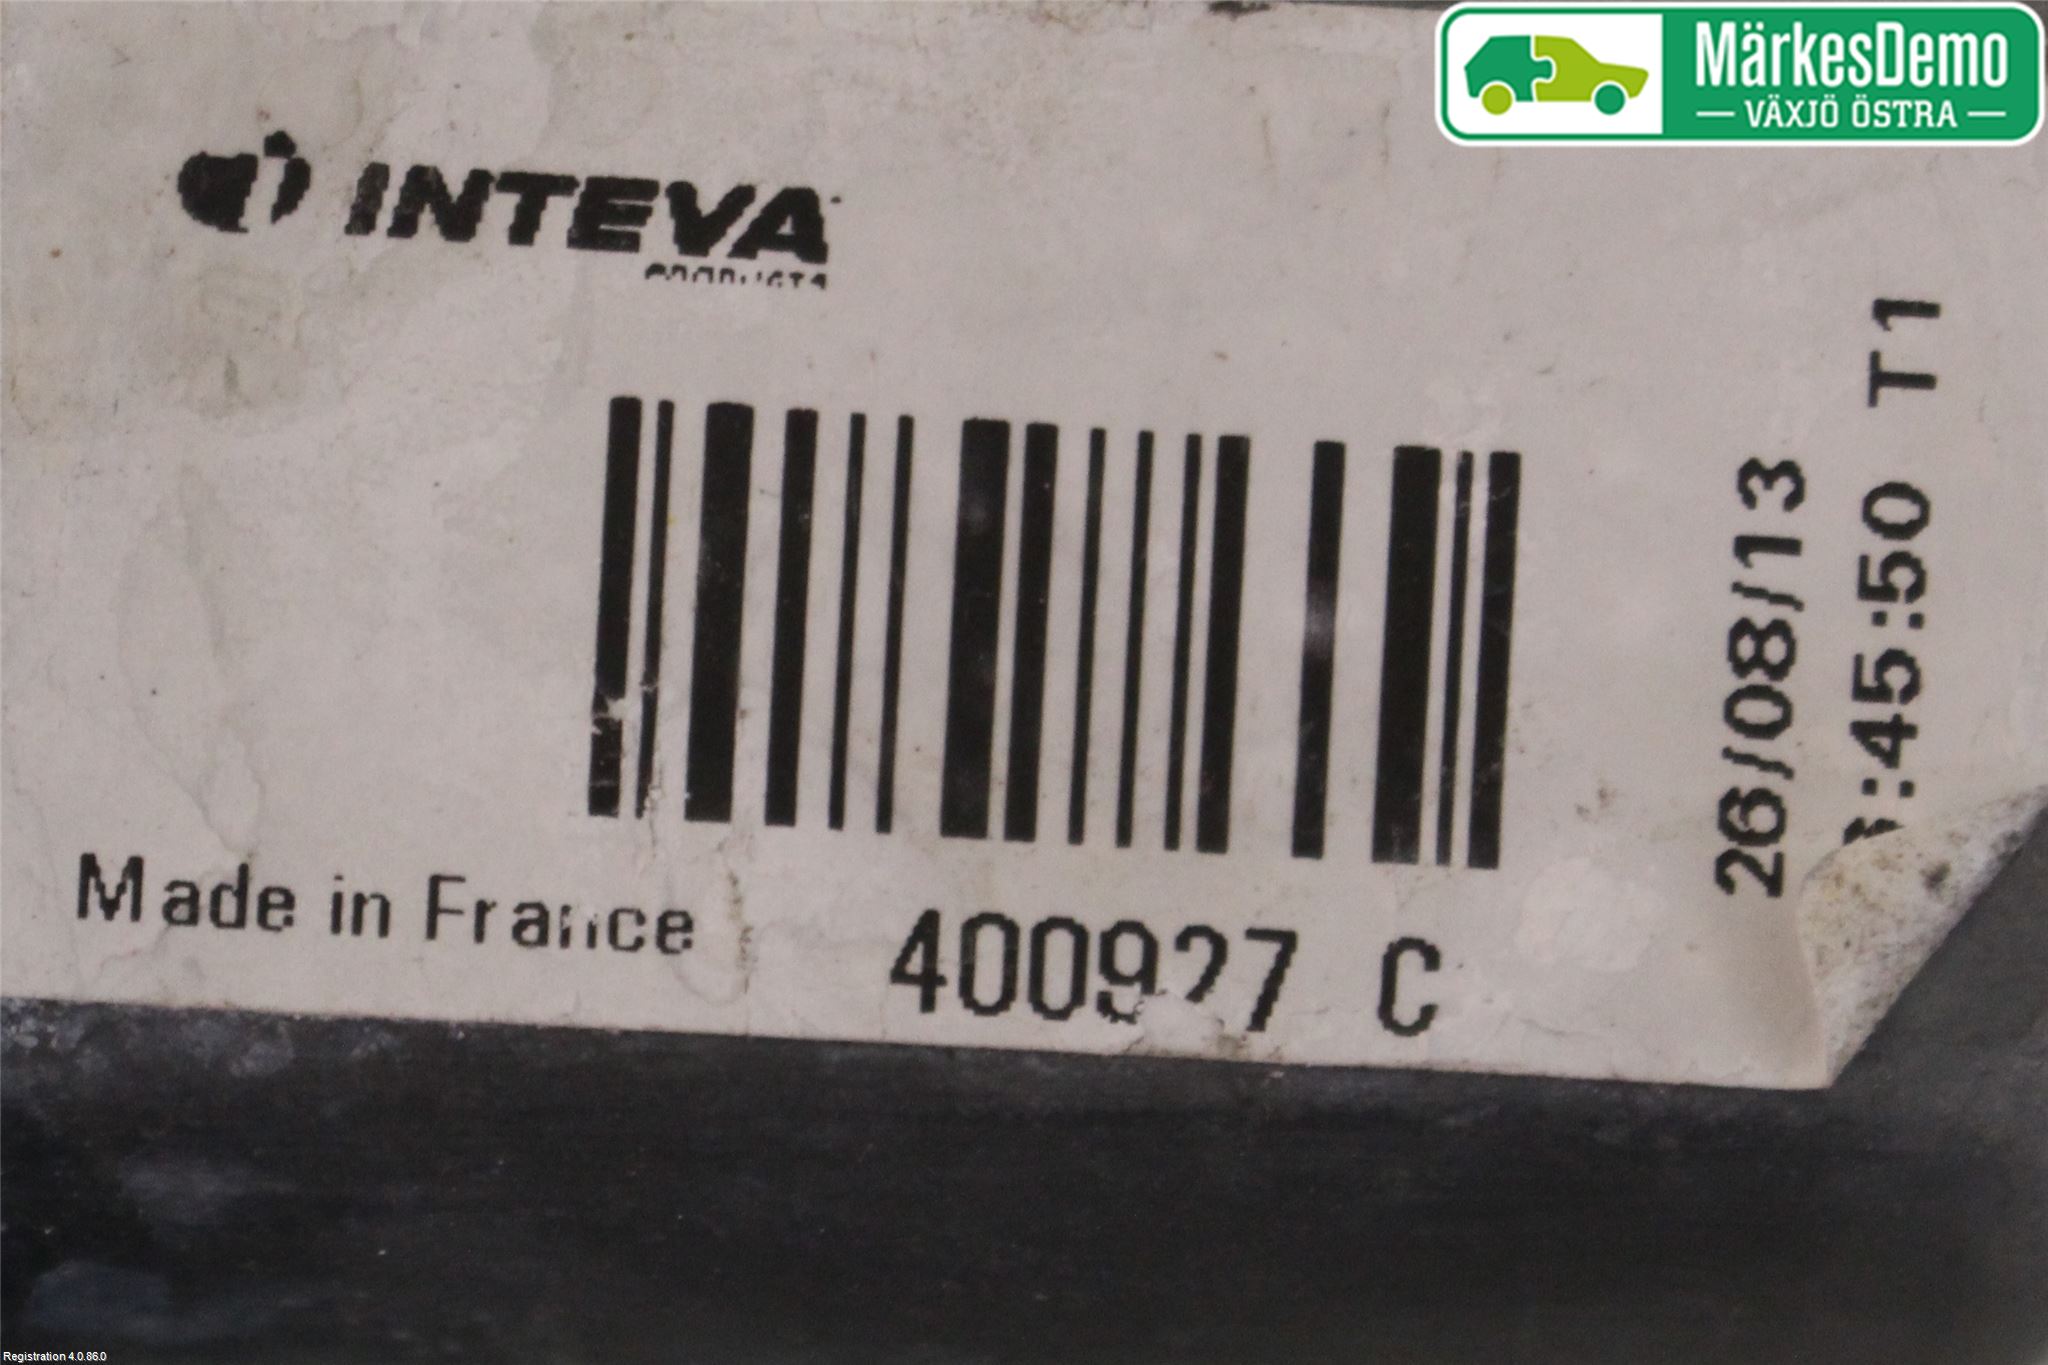 MärkesDemo
VÄXJÖ ÖSTRA
INTEVA
PRODUCTS
Made in France
400927 C
26/08/13
:45:50 T1
Registration 4.0.86.0